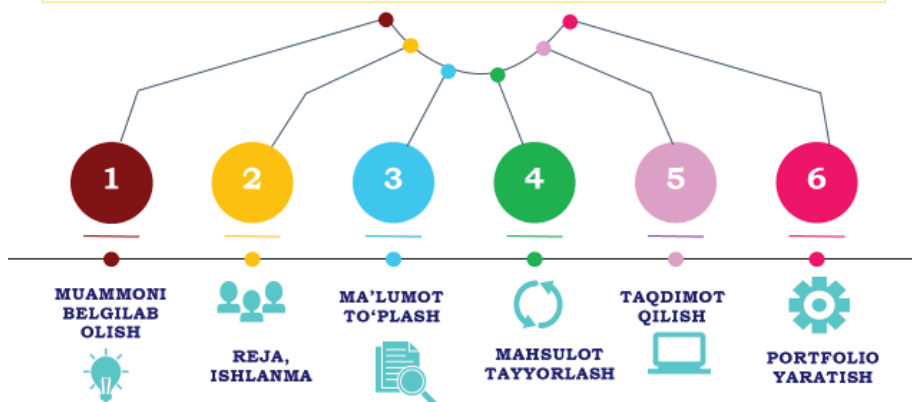 1
2
3
4
5
6
MUAMMONI
BELGILAB
OLISH
REJA,
ISHLANMA
MA’LUMOT
TO‘PLASH
MAHSULOT
TAYYORLASH
TAQDIMOT
QILISH
PORTFOLIO
YARATISH